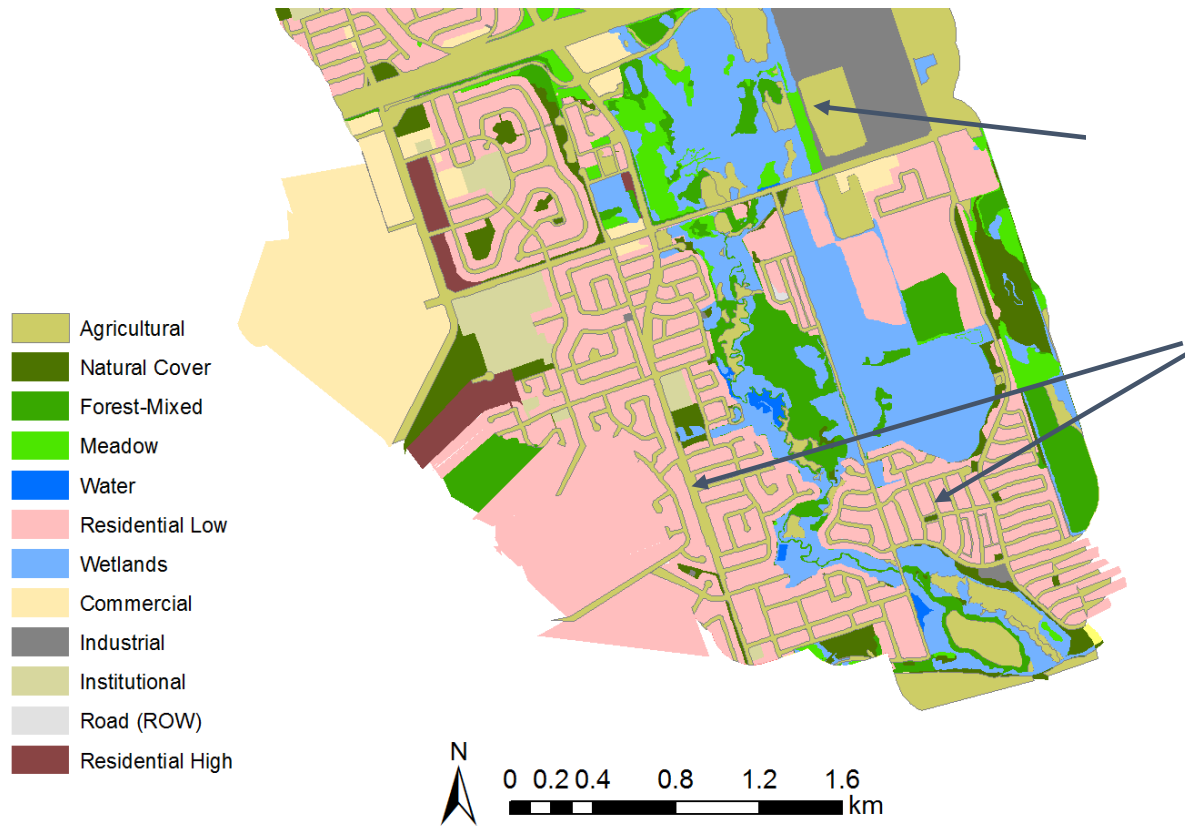 Agricultural
Natural Cover
Forest-Mixed
Meadow
Water
Residential Low
Wetlands
Commercial
Industrial
Institutional
Road (ROW)
Residential High
N
0 0.2 0.4 0.8 1.2 1.6
km